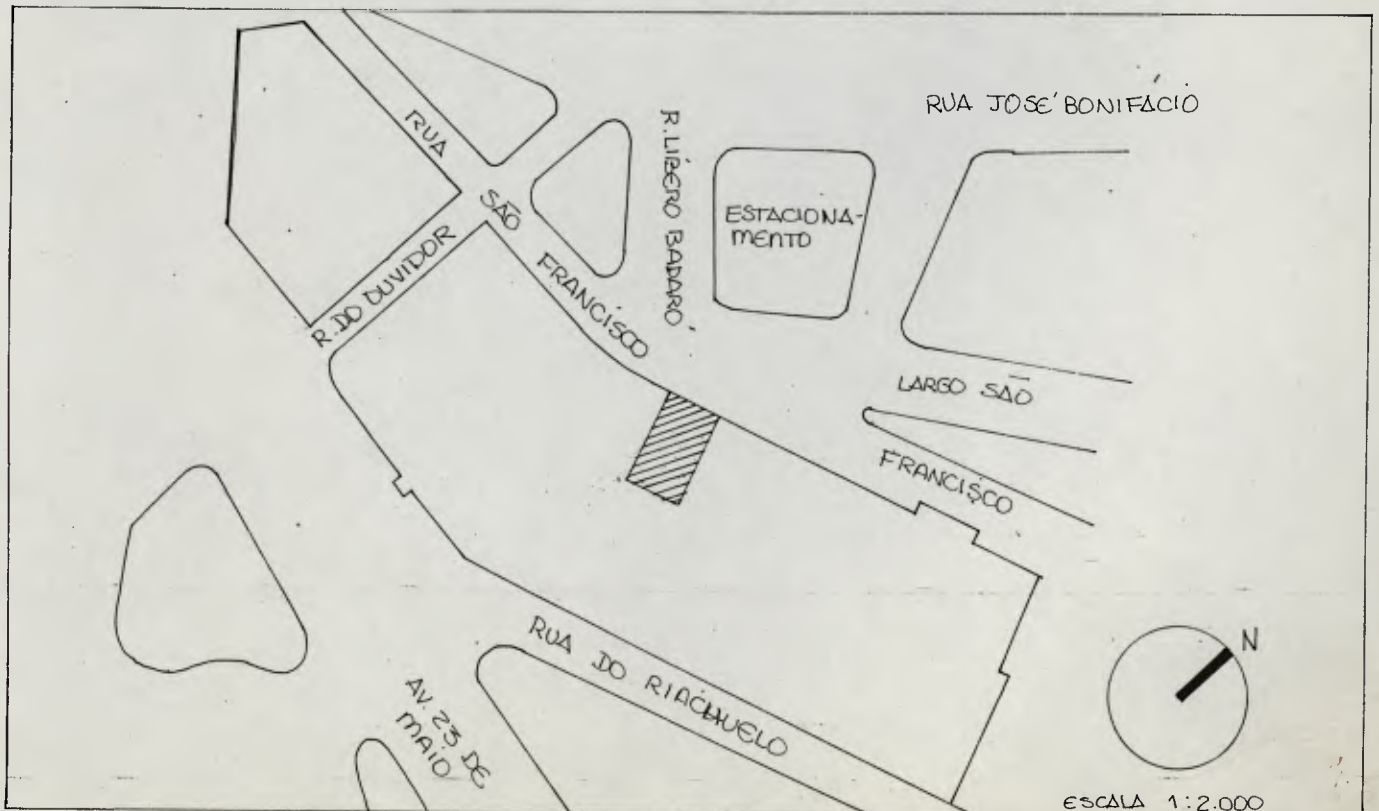 RUA JOSÉ BONIFÁCIO
RUA
SÃO
FRANCISCO
R. LÍBERO BADARÓ
ESTACIONA-
MENTO
R. DO OUVIDOR
LARGO SÃO
FRANCISCO
RUA DO RIACHUELO
AV. 23 DE
MAIO
N
ESCALA 1:2.000